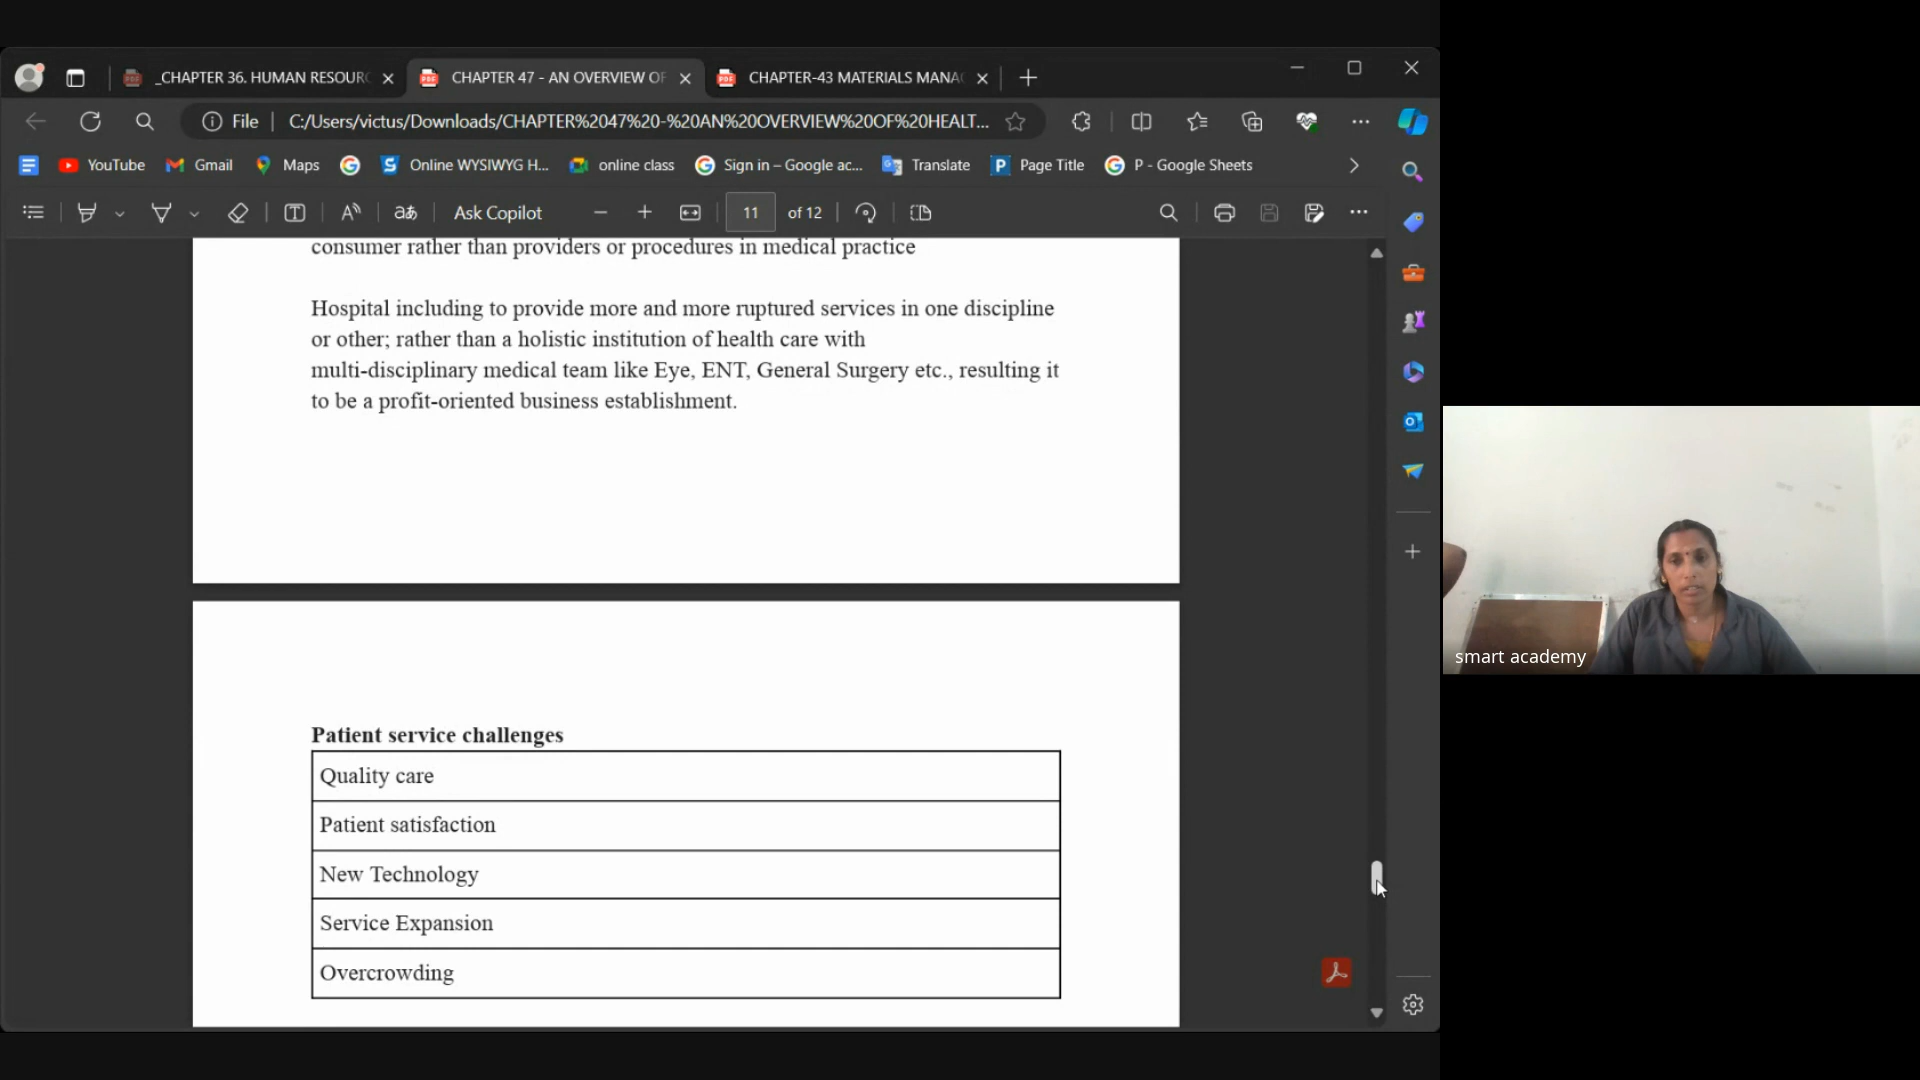 _CHAPTER 36. HUMAN RESOURC
CHAPTER 47 - AN OVERVIEW OF
CHAPTER-43 MATERIALS MANA
File
C:/Users/victus/Downloads/CHAPTER%2047%20-%20AN%20OVERVIEW%20OF%20HEALT...
YouTube
Gmail
Maps
Online WYSIWYG H...
online class
Sign in – Google ac...
Translate
Page Title
P - Google Sheets
Ask Copilot
11 of 12
consumer rather than providers or procedures in medical practice
Hospital including to provide more and more ruptured services in one discipline
or other; rather than a holistic institution of health care with
multi-disciplinary medical team like Eye, ENT, General Surgery etc., resulting it
to be a profit-oriented business establishment.
Patient service challenges
Quality care
Patient satisfaction
New Technology
Service Expansion
Overcrowding
smart academy